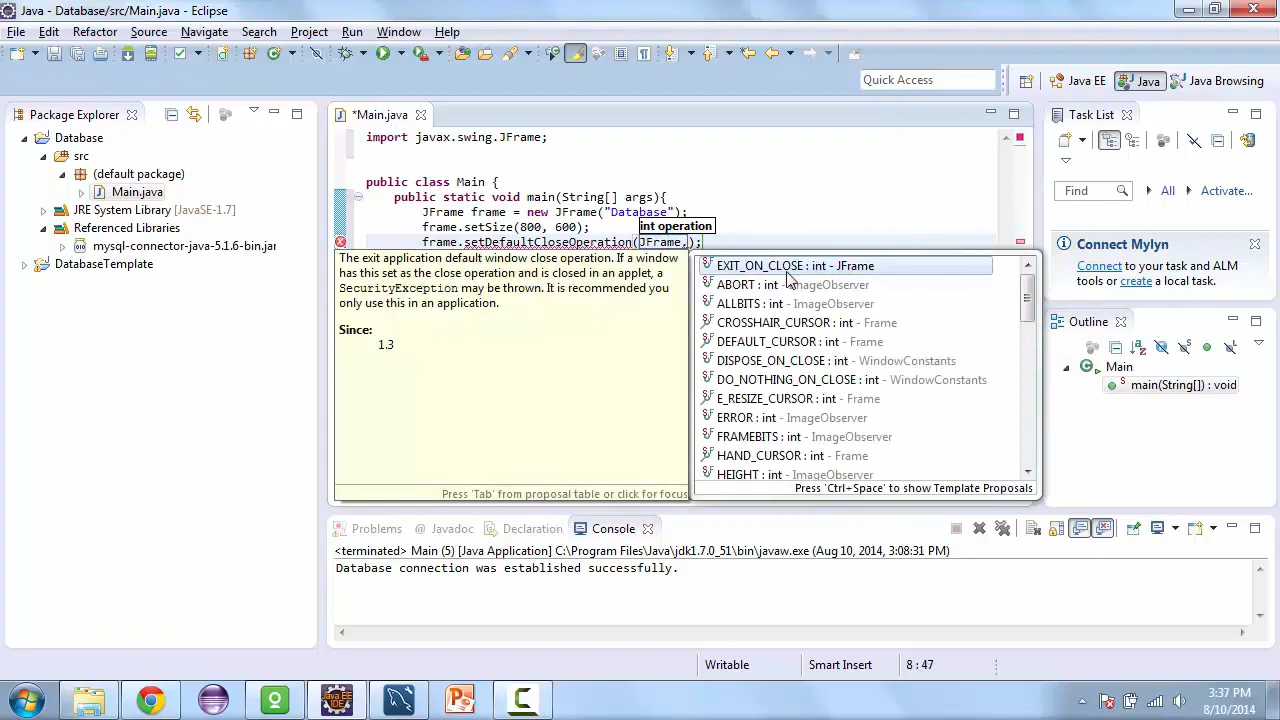 Java - Database/src/Main.java - Eclipse
File Edit Refactor Source Navigate Search Project Run Window Help
Quick Access
Java EE Java Java Browsing
Package Explorer
Database
src
(default package)
Main.java
JRE System Library [JavaSE-1.7]
Referenced Libraries
mysql-connector-java-5.1.6-bin.jar
DatabaseTemplate
*Main.java
import javax.swing.JFrame;
public class Main {
public static void main(String[] args){
JFrame frame = new JFrame("Database");
frame.setSize(800, 600);
int operation
frame.setDefaultCloseOperation(JFrame.);
The exit application default window close operation. If a window
has this set as the close operation and is closed in an applet, a
SecurityException may be thrown. It is recommended you
only use this in an application.
Since:
1.3
Press 'Tab' from proposal table or click for focus
EXIT_ON_CLOSE : int - JFrame
ABORT : int - ImageObserver
ALLBITS : int - ImageObserver
CROSSHAIR_CURSOR : int - Frame
DEFAULT_CURSOR : int - Frame
DISPOSE_ON_CLOSE : int - WindowConstants
DO_NOTHING_ON_CLOSE : int - WindowConstants
E_RESIZE_CURSOR : int - Frame
ERROR : int - ImageObserver
FRAMEBITS : int - ImageObserver
HAND_CURSOR : int - Frame
HEIGHT : int - ImageObserver
Press 'Ctrl+Space' to show Template Proposals
Task List
Find All Activate...
Connect Mylyn
Connect to your task and ALM
tools or create a local task.
Outline
Main
main(String[]) : void
Problems @ Javadoc Declaration Console
<terminated> Main (5) [Java Application] C:\Program Files\Java\jdk1.7.0_51\bin\javaw.exe (Aug 10, 2014, 3:08:31 PM)
Database connection was established successfully.
Writable Smart Insert 8 : 47
Java EE
IDE
3:37 PM
8/10/2014